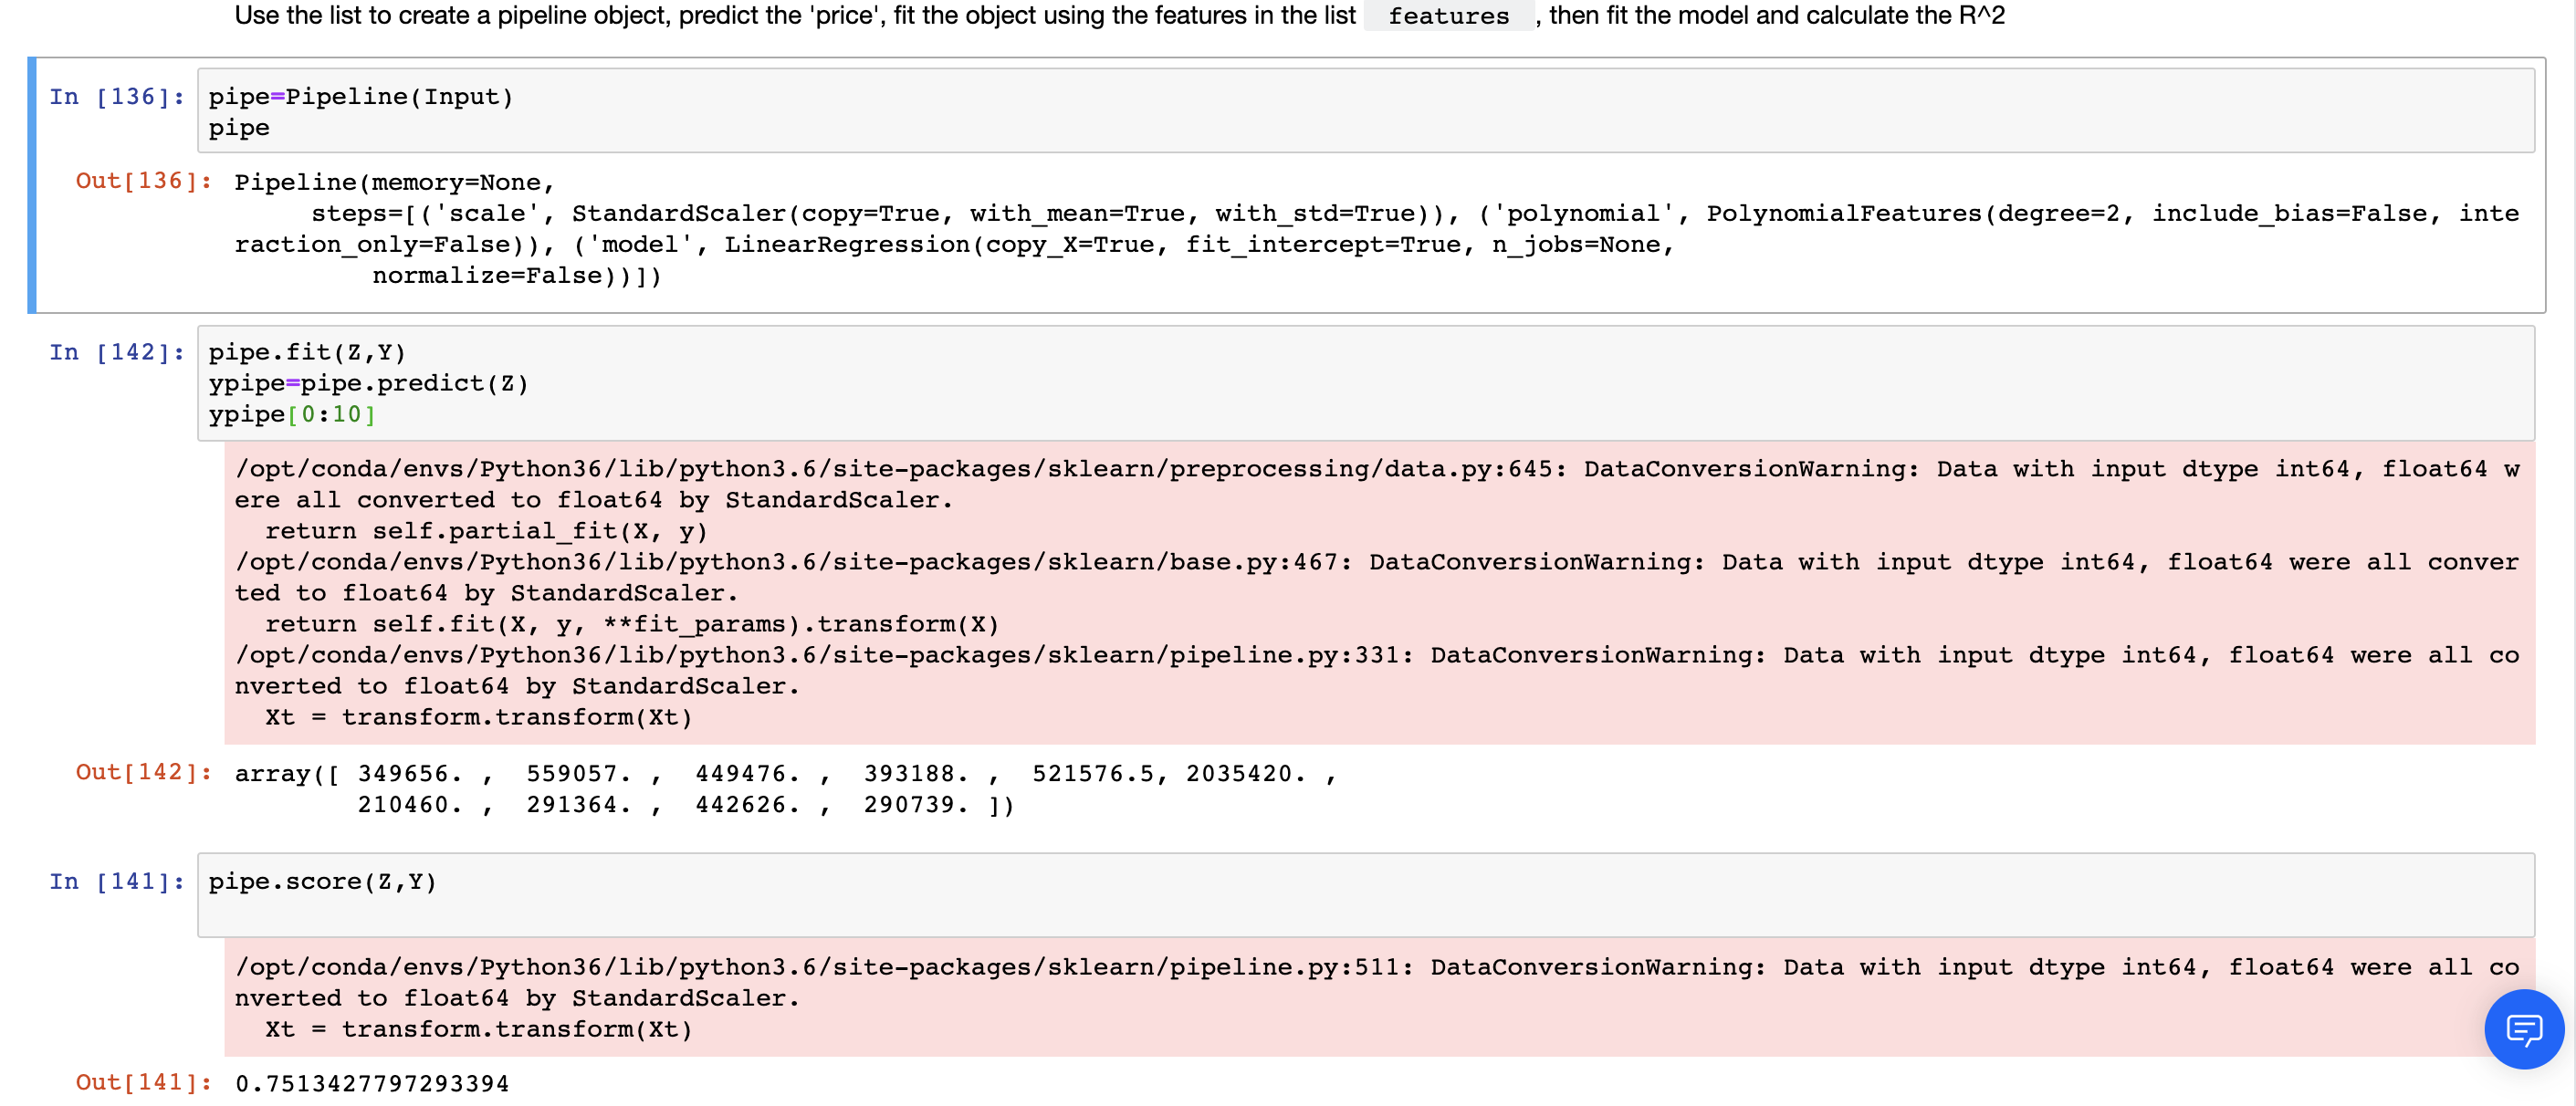 Use the list to create a pipeline object, predict the 'price', fit the object using the features in the list features , then fit the model and calculate the R^2
In [136]: pipe=Pipeline(Input)
pipe
Out[136]: Pipeline(memory=None,
steps=[('scale', StandardScaler(copy=True, with_mean=True, with_std=True)), ('polynomial', PolynomialFeatures(degree=2, include_bias=False, inte
raction_only=False)), ('model', LinearRegression(copy_X=True, fit_intercept=True, n_jobs=None,
normalize=False))])
In [142]: pipe.fit(Z,Y)
ypipe=pipe.predict(Z)
ypipe[0:10]
/opt/conda/envs/Python36/lib/python3.6/site-packages/sklearn/preprocessing/data.py:645: DataConversionWarning: Data with input dtype int64, float64 w
ere all converted to float64 by StandardScaler.
return self.partial_fit(X, y)
/opt/conda/envs/Python36/lib/python3.6/site-packages/sklearn/base.py:467: DataConversionWarning: Data with input dtype int64, float64 were all conver
ted to float64 by StandardScaler.
return self.fit(X, y, **fit_params).transform(X)
/opt/conda/envs/Python36/lib/python3.6/site-packages/sklearn/pipeline.py:331: DataConversionWarning: Data with input dtype int64, float64 were all co
nverted to float64 by StandardScaler.
Xt = transform.transform(Xt)
Out[142]: array([ 349656. ,  559057. ,  449476. ,  393188. ,  521576.5, 2035420. ,
210460. ,  291364. ,  442626. ,  290739. ])
In [141]: pipe.score(Z,Y)
/opt/conda/envs/Python36/lib/python3.6/site-packages/sklearn/pipeline.py:511: DataConversionWarning: Data with input dtype int64, float64 were all co
nverted to float64 by StandardScaler.
Xt = transform.transform(Xt)
Out[141]: 0.7513427797293394